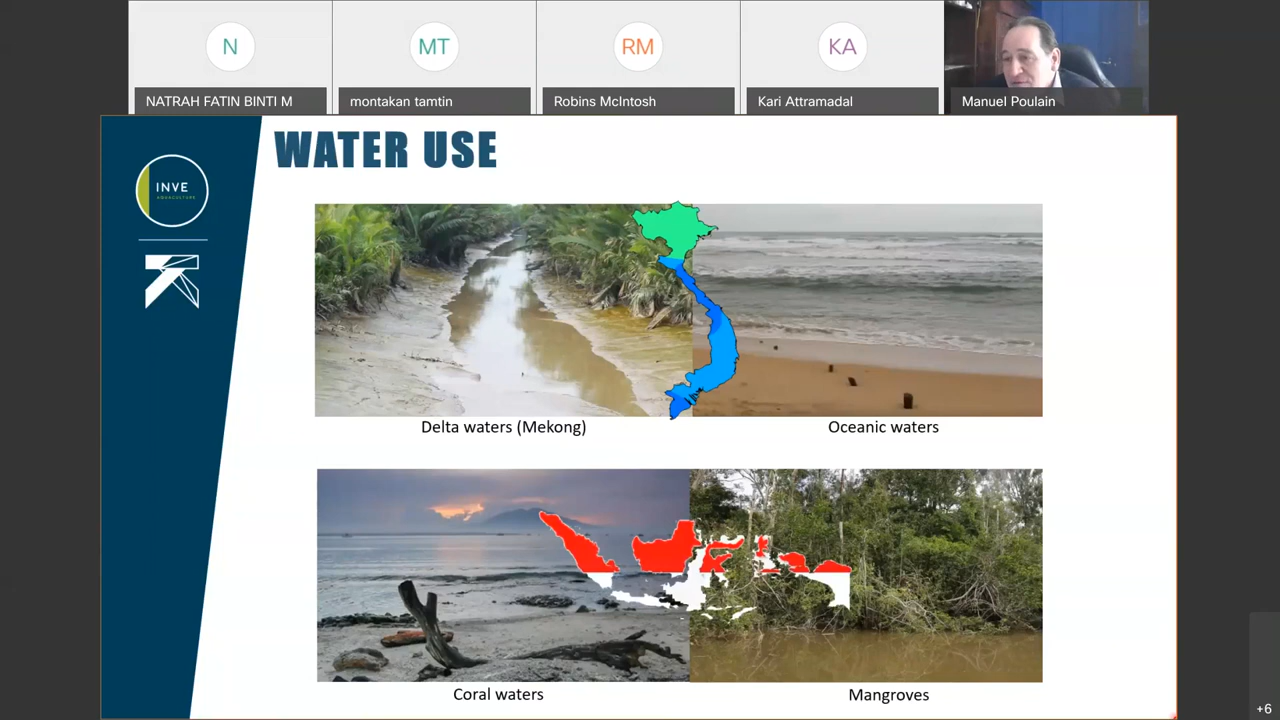 N
MT
RM
KA
NATRAH FATIN BINTI M
montakan tamtin
Robins McIntosh
Kari Attramadal
Manuel Poulain
WATER USE
INVE
AQUACULTURE
Delta waters (Mekong)
Oceanic waters
Coral waters
Mangroves
+6